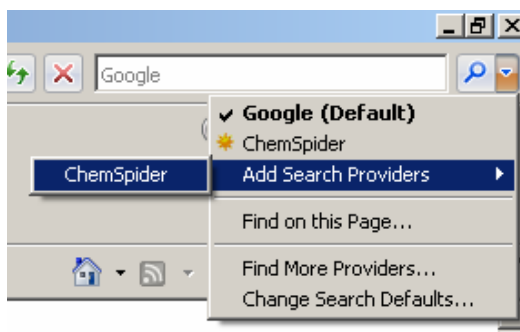 Google
Google (Default)
ChemSpider
ChemSpider
Add Search Providers
Find on this Page...
Find More Providers...
Change Search Defaults...